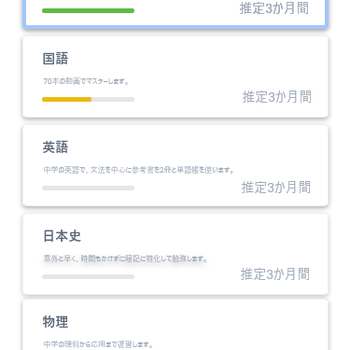 推定3か月間
国語
70本の動画でマスターします。
推定3か月間
英語
中学の英語で、文法を中心に参考書を2冊と単語帳を使います。
推定3か月間
日本史
意外と早く、時間もかけずに暗記に特化して勉強します。
推定3か月間
物理
中学の理科から応用まで復習します。